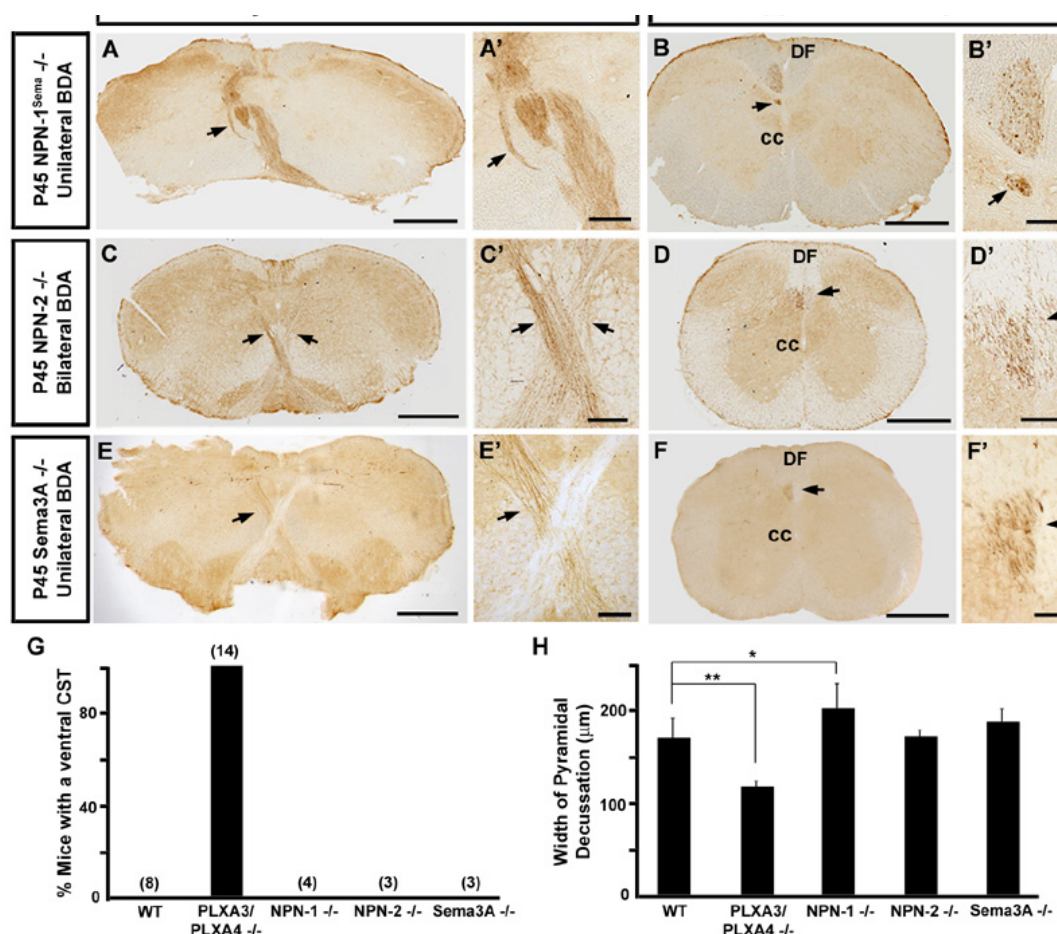 P45 NPN-1Sema -/-
Unilateral BDA
A
A'
B
DF
CC
B'
P45 NPN-2 -/-
Bilateral BDA
C
C'
D
DF
CC
D'
P45 Sema3A -/-
Unilateral BDA
E
E'
F
DF
CC
F'
G
% Mice with a ventral CST
80
40
0
(8)
(14)
(4)
(3)
(3)
WT
PLXA3/
PLXA4 -/-
NPN-1 -/-
NPN-2 -/-
Sema3A -/-
H
Width of Pyramidal
Decussation (μm)
200
100
0
*
**
WT
PLXA3/
PLXA4 -/-
NPN-1 -/-
NPN-2 -/-
Sema3A -/-